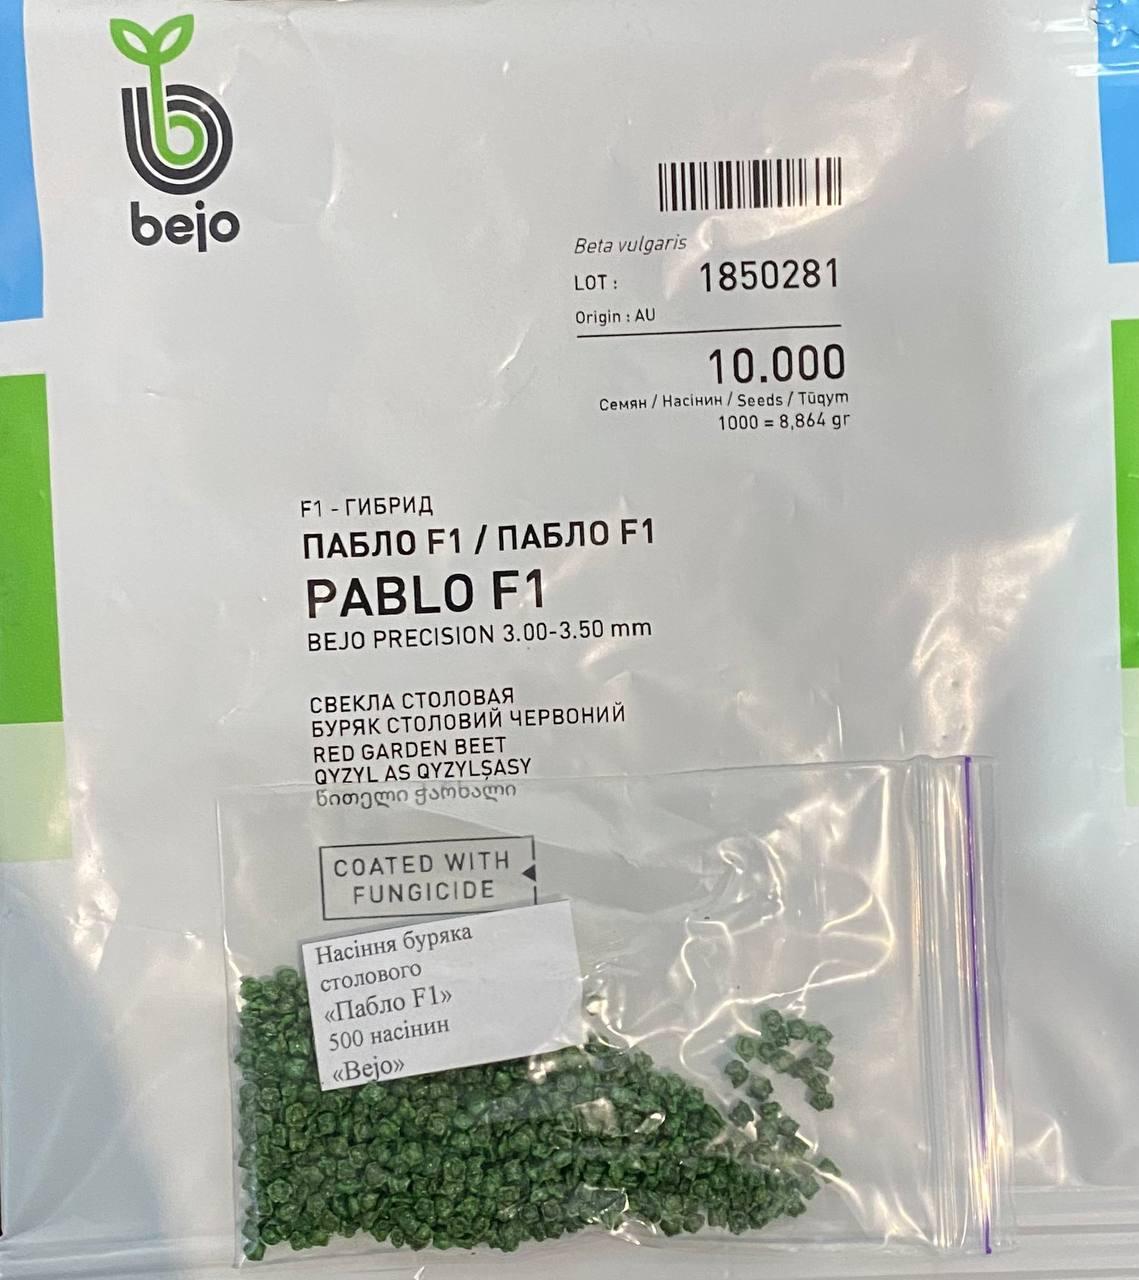 bejo
Beta vulgaris
LOT : 1850281
Origin : AU
10.000
Семян / Насінин / Seeds / Tūqym
1000 = 8,864 gr
F1 - ГИБРИД
ПАБЛО F1 / ПАБЛО F1
PABLO F1
BEJO PRECISION 3.00-3.50 mm
СВЕКЛА СТОЛОВАЯ
БУРЯК СТОЛОВИЙ ЧЕРВОНИЙ
RED GARDEN BEET
QYZYL AS QYZYLŞASY
წითელი ჭარხალი
COATED WITH
FUNGICIDE
Насіння буряка
столового
«Пабло F1»
500 насінин
«Bejo»